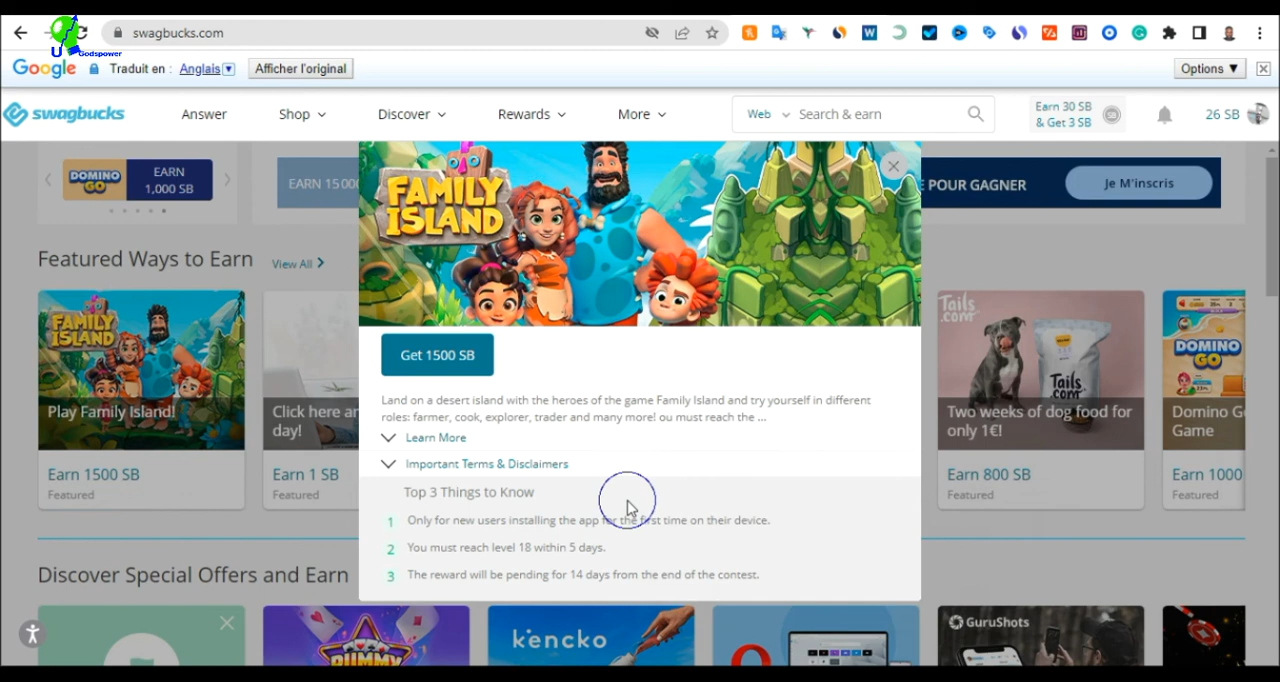 U Godspower
swagbucks.com
Google Traduit en : Anglais Afficher l'original Options ▼
swagbucks Answer Shop Discover Rewards More Web Search & earn Earn 30 SB & Get 3 SB 26 SB
DOMINO GO EARN 1,000 SB
EARN 15 00
POUR GAGNER Je M'inscris
FAMILY ISLAND
Featured Ways to Earn View All
FAMILY ISLAND
Play Family Island!
Earn 1500 SB
Featured
Click here ar
day!
Earn 1 SB
Featured
Get 1500 SB
Land on a desert island with the heroes of the game Family Island and try yourself in different
roles: farmer, cook, explorer, trader and many more! ou must reach the ...
Learn More
Important Terms & Disclaimers
Top 3 Things to Know
1 Only for new users installing the app for the first time on their device.
2 You must reach level 18 within 5 days.
3 The reward will be pending for 14 days from the end of the contest.
Tails.com
Tails.com
Two weeks of dog food for
only 1€!
Earn 800 SB
Featured
DOMINO GO
Domino G
Game
Earn 1000
Featured
Discover Special Offers and Earn
RUMMY
kencko
GuruShots